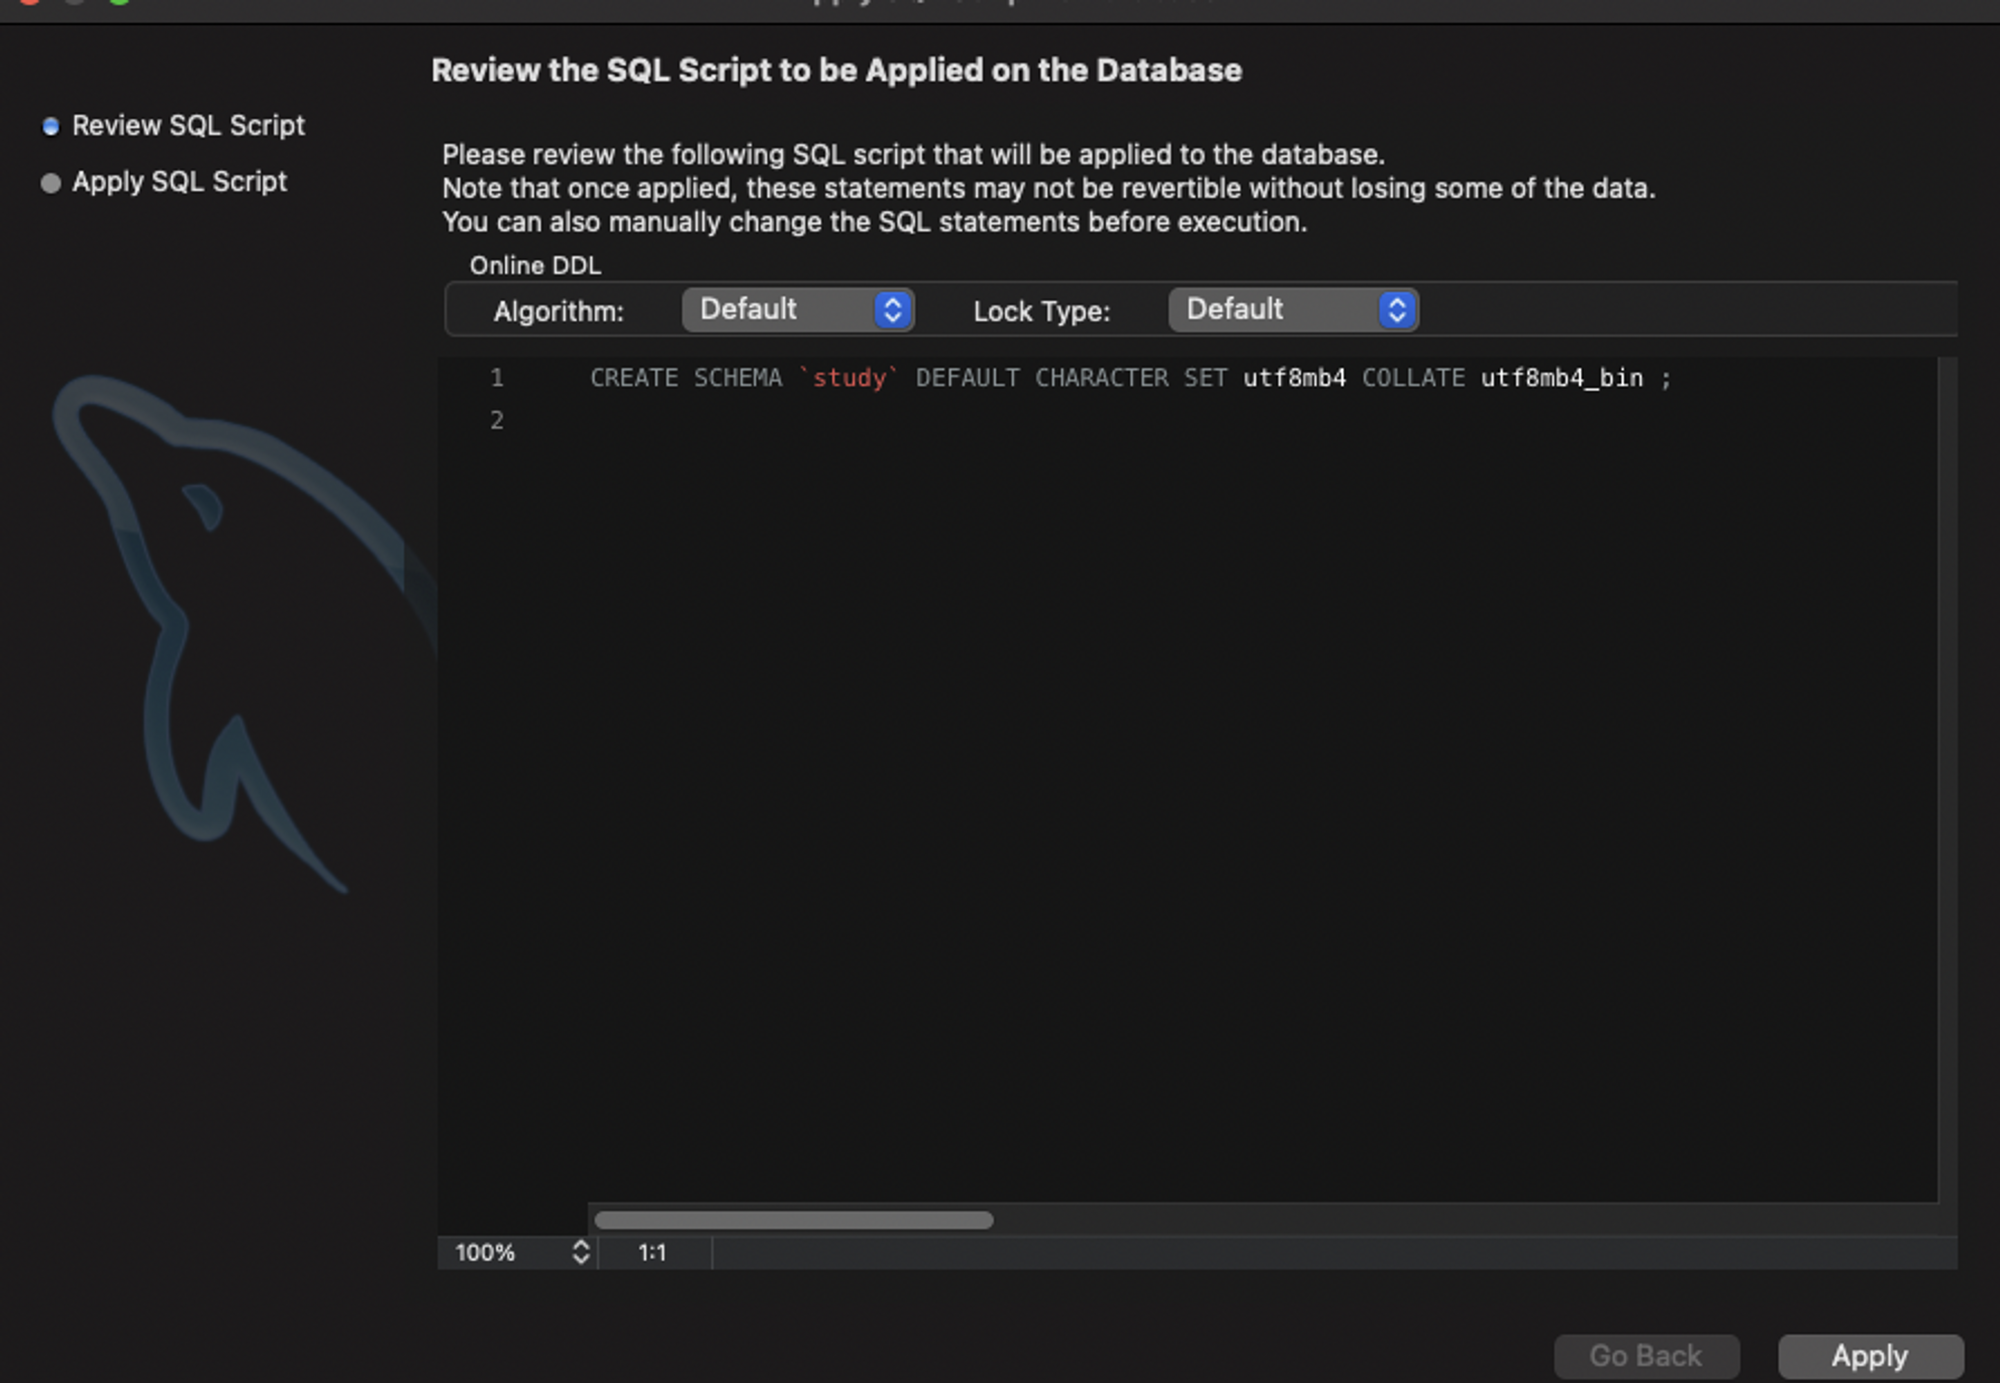 Review the SQL Script to be Applied on the Database
Review SQL Script
Apply SQL Script
Please review the following SQL script that will be applied to the database.
Note that once applied, these statements may not be revertible without losing some of the data.
You can also manually change the SQL statements before execution.
Online DDL
Algorithm: Default Lock Type: Default
1 CREATE SCHEMA `study` DEFAULT CHARACTER SET utf8mb4 COLLATE utf8mb4_bin ;
2
100% 1:1
Go Back Apply